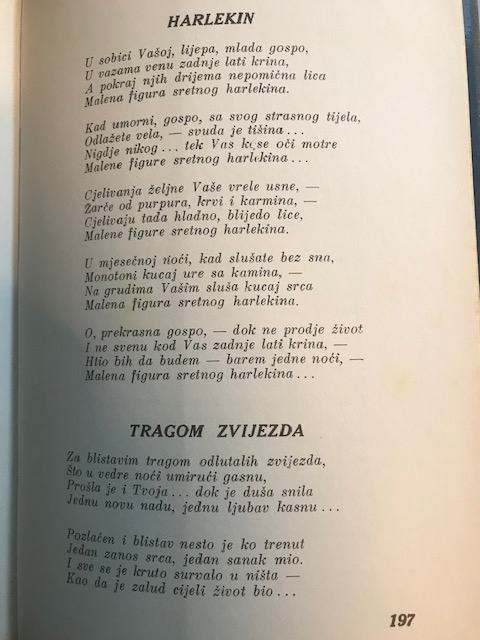 HARLEKIN
U sobici Vašoj, lijepa, mlada gospo,
U vazama venu zadnje lati krina,
A pokraj njih drijema nepomična lica
Malena figura sretnog harlekina.
Kad umorni, gospo, sa svog strasnog tijela,
Odlažete vela, — svuda je tišina...
Nigdje nikog... tek Vas kose oči motre
Malene figure sretnog harlekina...
Cjelivanja željne Vaše vrele usne, —
Žarče od purpura, krvi i karmina, —
Cjelivaju tada hladno, blijedo lice,
Malene figure sretnog harlekina.
U mjesečnoj noći, kad slušate bez sna,
Monotoni kucaj ure sa kamina, —
Na grudima Vašim sluša kucaj srca
Malena figura sretnog harlekina.
O, prekrasna gospo, — dok ne prodje život
I ne svenu kod Vas zadnje lati krina, —
Htio bih da budem — barem jedne noći, —
Malena figura sretnog harlekina...
TRAGOM ZVIJEZDA
Za blistavim tragom odlutalih zvijezda,
Što u vedre noći umirući gasnu,
Prošla je i Tvoja... dok je duša snila
Jednu novu nadu, jednu ljubav kasnu...
Pozlaćen i blistav nesto je ko trenut
Jedan zanos srca, jedan sanak mio.
I sve se je kruto survalo u ništa —
Kao da je zalud cijeli život bio...
197